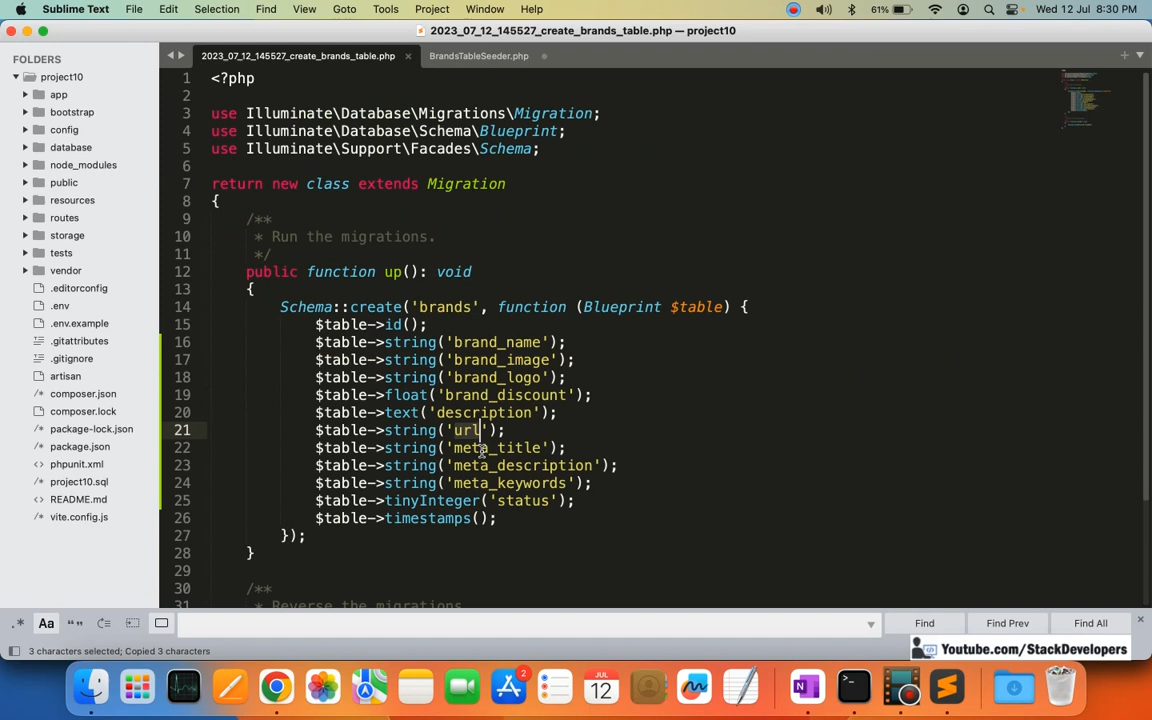 Sublime Text File Edit Selection Find View Goto Tools Project Window Help 61% Wed 12 Jul 8:30 PM
2023_07_12_145527_create_brands_table.php — project10
FOLDERS
project10
app
bootstrap
config
database
node_modules
public
resources
routes
storage
tests
vendor
.editorconfig
.env
.env.example
.gitattributes
.gitignore
artisan
composer.json
composer.lock
package-lock.json
package.json
phpunit.xml
project10.sql
README.md
vite.config.js
2023_07_12_145527_create_brands_table.php × BrandsTableSeeder.php
1 <?php
2
3 use Illuminate\Database\Migrations\Migration;
4 use Illuminate\Database\Schema\Blueprint;
5 use Illuminate\Support\Facades\Schema;
6
7 return new class extends Migration
8 {
9 /**
10 * Run the migrations.
11 */
12 public function up(): void
13 {
14 Schema::create('brands', function (Blueprint $table) {
15 $table->id();
16 $table->string('brand_name');
17 $table->string('brand_image');
18 $table->string('brand_logo');
19 $table->float('brand_discount');
20 $table->text('description');
21 $table->string('url');
22 $table->string('meta_title');
23 $table->string('meta_description');
24 $table->string('meta_keywords');
25 $table->tinyInteger('status');
26 $table->timestamps();
27 });
28 }
29
30 /**
31 * Reverse the migrations
.* Aa “” Find Find Prev Find All ×
3 characters selected; Copied 3 characters
Youtube.com/StackDevelopers
2
JUL
12